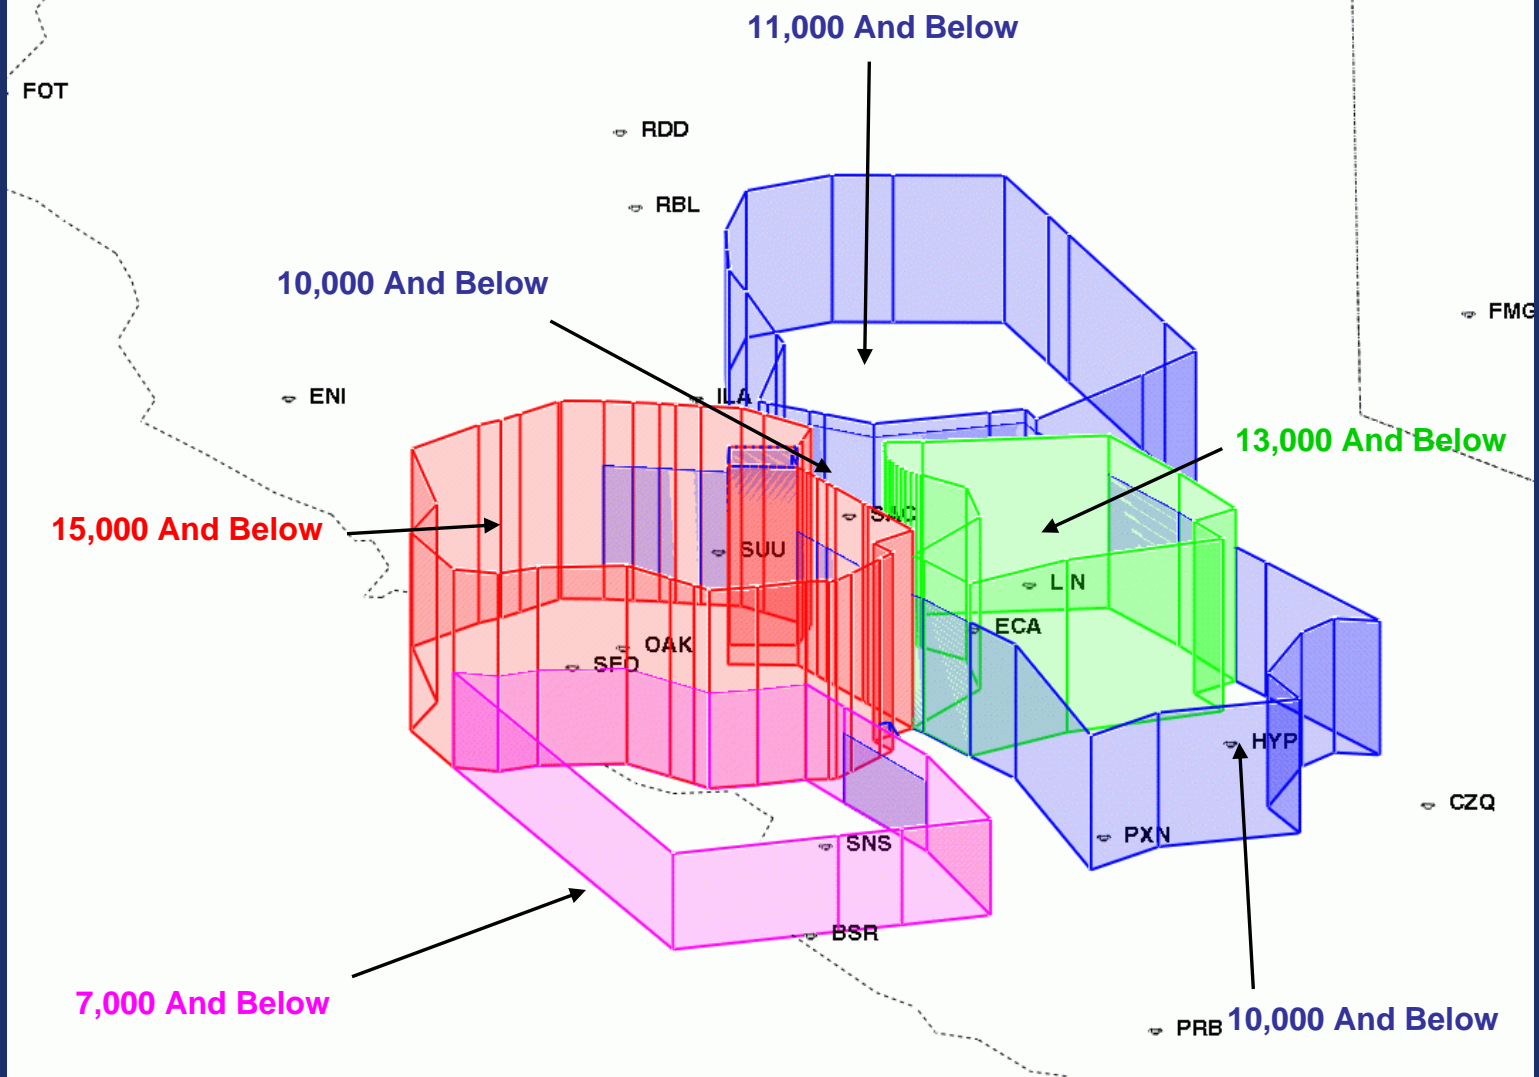 11,000 And Below
FOT
RDD
RBL
10,000 And Below
FMG
ENI
ILA
13,000 And Below
15,000 And Below
SAC
SUU
LIN
ECA
OAK
SFO
HYP
CZQ
PXN
SNS
BSR
7,000 And Below
PRB
10,000 And Below